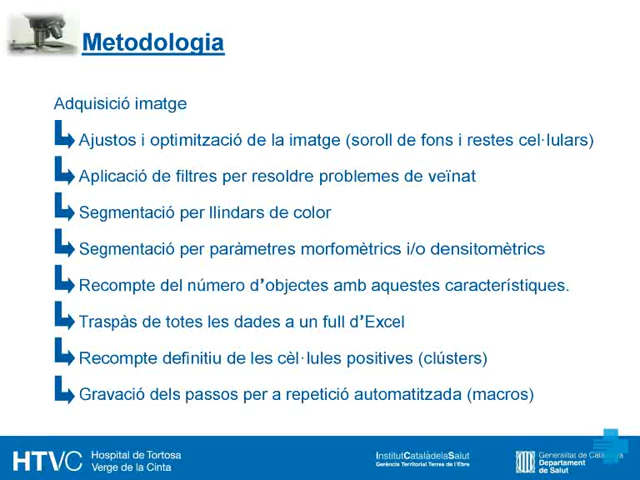 Metodologia
Adquisició imatge
Ajustos i optimització de la imatge (soroll de fons i restes cel·lulars)
Aplicació de filtres per resoldre problemes de veïnat
Segmentació per llindars de color
Segmentació per paràmetres morfomètrics i/o densitomètrics
Recompte del número d’objectes amb aquestes característiques.
Traspàs de totes les dades a un full d’Excel
Recompte definitiu de les cèl·lules positives (clústers)
Gravació dels passos per a repetició automatitzada (macros)
HTVC
Hospital de Tortosa
Verge de la Cinta
InstitutCatalàdelaSalut
Gerència Territorial Terres de l'Ebre
Generalitat de Catalunya
Departament
de Salut